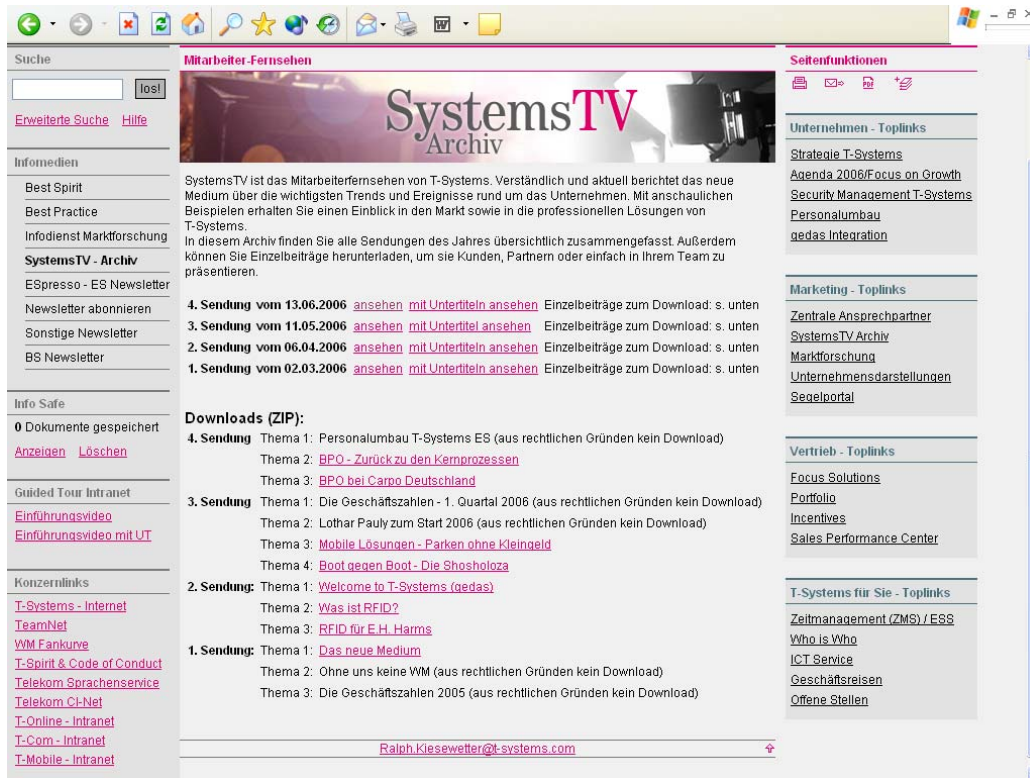 Suche
los!
Erweiterte Suche Hilfe
Infomedien
Best Spirit
Best Practice
Infodienst Marktforschung
SystemsTV - Archiv
ESpresso - ES Newsletter
Newsletter abonnieren
Sonstige Newsletter
BS Newsletter
Info Safe
0 Dokumente gespeichert
Anzeigen Löschen
Guided Tour Intranet
Einführungsvideo
Einführungsvideo mit UT
Konzernlinks
T-Systems - Internet
TeamNet
WM Fankurve
T-Spirit & Code of Conduct
Telekom Sprachenservice
Telekom CI-Net
T-Online - Intranet
T-Com - Intranet
T-Mobile - Intranet
Mitarbeiter-Fernsehen
SystemsTV
Archiv
SystemsTV ist das Mitarbeiterfernsehen von T-Systems. Verständlich und aktuell berichtet das neue
Medium über die wichtigsten Trends und Ereignisse rund um das Unternehmen. Mit anschaulichen
Beispielen erhalten Sie einen Einblick in den Markt sowie in die professionellen Lösungen von
T-Systems.
In diesem Archiv finden Sie alle Sendungen des Jahres übersichtlich zusammengefasst. Außerdem
können Sie Einzelbeiträge herunterladen, um sie Kunden, Partnern oder einfach in Ihrem Team zu
präsentieren.
4. Sendung vom 13.06.2006 ansehen mit Untertiteln ansehen Einzelbeiträge zum Download: s. unten
3. Sendung vom 11.05.2006 ansehen mit Untertitel ansehen Einzelbeiträge zum Download: s. unten
2. Sendung vom 06.04.2006 ansehen mit Untertiteln ansehen Einzelbeiträge zum Download: s. unten
1. Sendung vom 02.03.2006 ansehen mit Untertiteln ansehen Einzelbeiträge zum Download: s. unten
Downloads (ZIP):
4. Sendung Thema 1: Personalumbau T-Systems ES (aus rechtlichen Gründen kein Download)
Thema 2: BPO - Zurück zu den Kernprozessen
Thema 3: BPO bei Carpo Deutschland
3. Sendung Thema 1: Die Geschäftszahlen - 1. Quartal 2006 (aus rechtlichen Gründen kein Download)
Thema 2: Lothar Pauly zum Start 2006 (aus rechtlichen Gründen kein Download)
Thema 3: Mobile Lösungen - Parken ohne Kleingeld
Thema 4: Boot gegen Boot - Die Shosholoza
2. Sendung: Thema 1: Welcome to T-Systems (gedas)
Thema 2: Was ist RFID?
Thema 3: RFID für E.H. Harms
1. Sendung: Thema 1: Das neue Medium
Thema 2: Ohne uns keine WM (aus rechtlichen Gründen kein Download)
Thema 3: Die Geschäftszahlen 2005 (aus rechtlichen Gründen kein Download)
Ralph.Kiesewetter@t-systems.com
Seitenfunktionen
PDF
Unternehmen - Toplinks
Strategie T-Systems
Agenda 2006/Focus on Growth
Security Management T-Systems
Personalumbau
gedas Integration
Marketing - Toplinks
Zentrale Ansprechpartner
SystemsTV Archiv
Marktforschung
Unternehmensdarstellungen
Segelportal
Vertrieb - Toplinks
Focus Solutions
Portfolio
Incentives
Sales Performance Center
T-Systems für Sie - Toplinks
Zeitmanagement (ZMS) / ESS
Who is Who
ICT Service
Geschäftsreisen
Offene Stellen